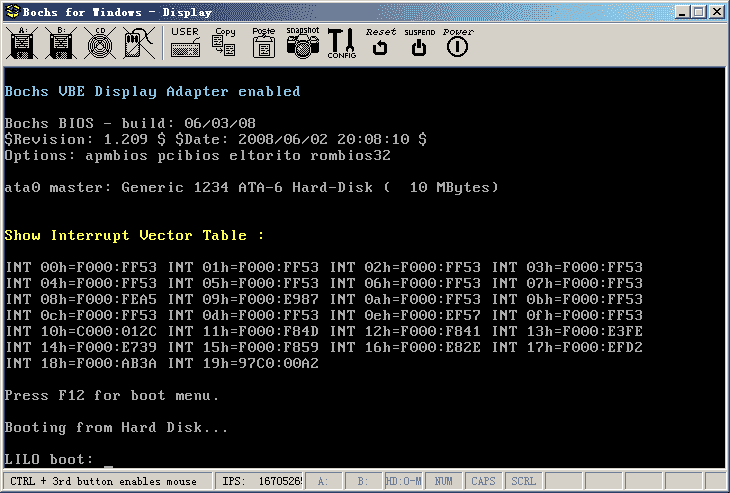 Bochs for Windows - Display
A: B: CD USER Copy Poste snapshot CONFIG Reset SUSPEND Power
Bochs VBE Display Adapter enabled
Bochs BIOS - build: 06/03/08
$Revision: 1.209 $ $Date: 2008/06/02 20:08:10 $
Options: apmbios pcibios eltorito rombios32
ata0 master: Generic 1234 ATA-6 Hard-Disk (  10 MBytes)
Show Interrupt Vector Table :
INT 00h=F000:FF53 INT 01h=F000:FF53 INT 02h=F000:FF53 INT 03h=F000:FF53
INT 04h=F000:FF53 INT 05h=F000:FF53 INT 06h=F000:FF53 INT 07h=F000:FF53
INT 08h=F000:FEA5 INT 09h=F000:E987 INT 0ah=F000:FF53 INT 0bh=F000:FF53
INT 0ch=F000:FF53 INT 0dh=F000:FF53 INT 0eh=F000:EF57 INT 0fh=F000:FF53
INT 10h=C000:012C INT 11h=F000:F84D INT 12h=F000:F841 INT 13h=F000:E3FE
INT 14h=F000:E739 INT 15h=F000:F859 INT 16h=F000:E82E INT 17h=F000:EFD2
INT 18h=F000:AB3A INT 19h=97C0:00A2
Press F12 for boot menu.
Booting from Hard Disk...
LILO boot: _
CTRL + 3rd button enables mouse IPS: 1670526 A: B: HD:0-M NUM CAPS SCRL